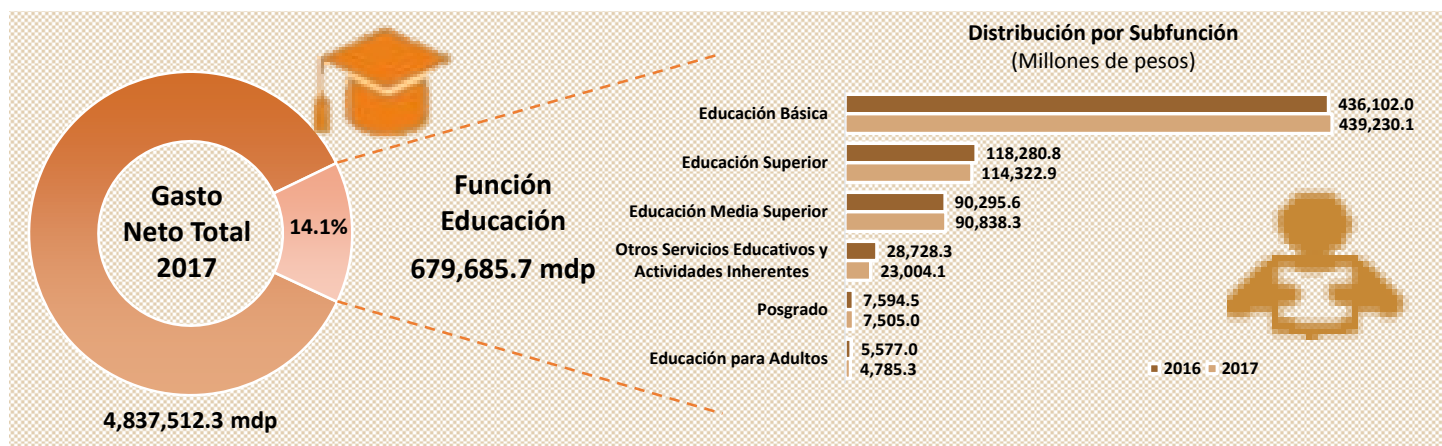 Gasto
Neto Total
2017
14.1%
4,837,512.3 mdp
Función
Educación
679,685.7 mdp
Distribución por Subfunción
(Millones de pesos)
Educación Básica
436,102.0
439,230.1
Educación Superior
118,280.8
114,322.9
Educación Media Superior
90,295.6
90,838.3
Otros Servicios Educativos y
Actividades Inherentes
28,728.3
23,004.1
Posgrado
7,594.5
7,505.0
Educación para Adultos
5,577.0
4,785.3
2016 2017